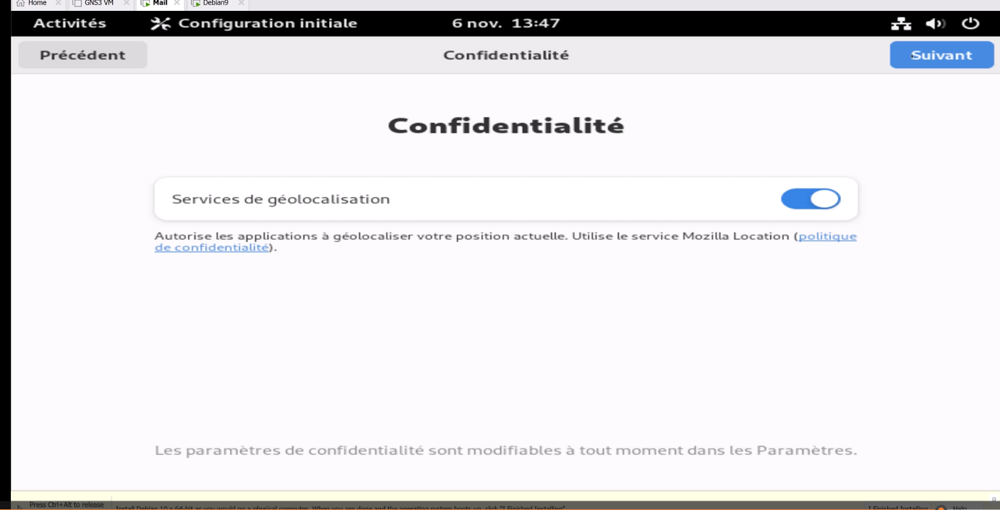 Home
GNS3 VM
Mail
Debian9
Activités
Configuration initiale
6 nov. 13:47
Précédent
Confidentialité
Suivant
Confidentialité
Services de géolocalisation
Autorise les applications à géolocaliser votre position actuelle. Utilise le service Mozilla Location (politique
de confidentialité).
Les paramètres de confidentialité sont modifiables à tout moment dans les Paramètres.
Press Ctrl+Alt to release
Install Debian 10 x 64-bit as you would on a physical computer. When you are done and the operating system boots up, click "I Finished Installing"
I Finished Installing
Help